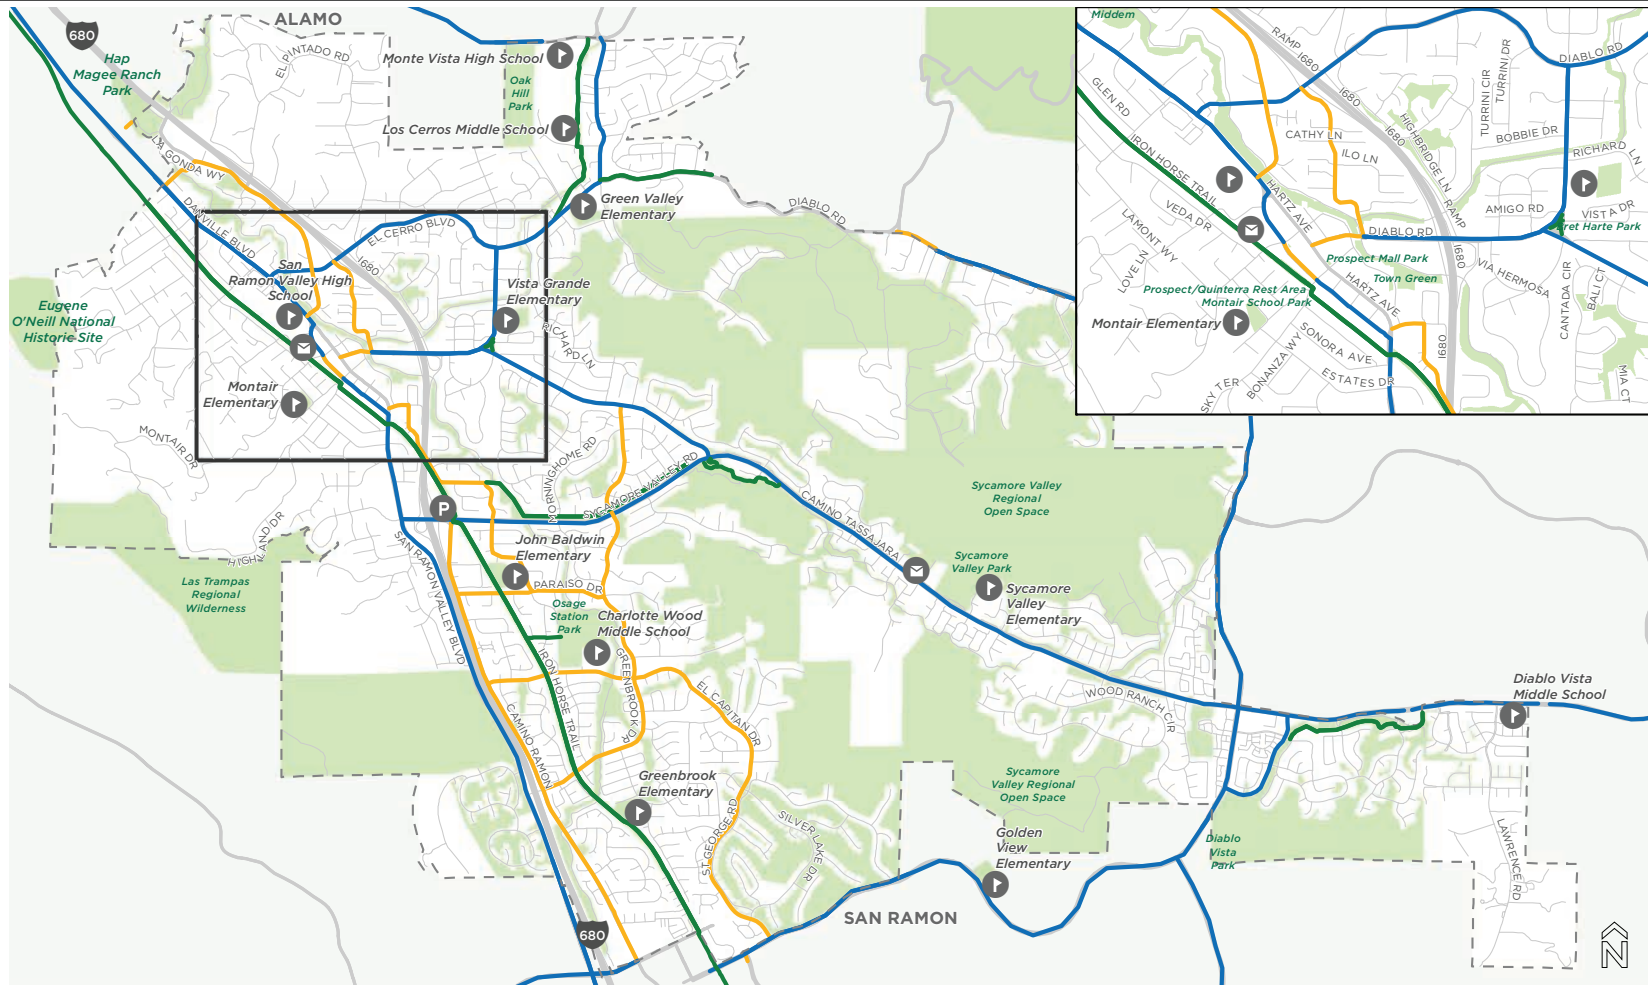 ALAMO
680
Hap
Magee Ranch
Park
EL PINTADO RD
Monte Vista High School
Oak
Hill
Park
Los Cerros Middle School
LA GONDA WY
DANVILLE BLVD
EL CERRO BLVD
I680
Green Valley
Elementary
DIABLO RD
San
Ramon Valley High
School
Vista Grande
Elementary
RICHARD LN
Eugene
O'Neill National
Historic Site
Montair
Elementary
MONTAIR DR
MORNINGHOME RD
SYCAMORE VALLEY RD
P
HIGHLAND DR
Las Trampas
Regional
Wilderness
SAN RAMON VALLEY BLVD
John Baldwin
Elementary
PARAISO DR
Osage
Station
Park
Charlotte Wood
Middle School
CAMINO TASSAJARA
Sycamore Valley
Regional
Open Space
Sycamore
Valley Park
Sycamore
Valley
Elementary
IRON HORSE TRAIL
GREENBROOK DR
EL CAPITAN DR
CAMINO RAMON
WOOD RANCH CIR
Diablo Vista
Middle School
Greenbrook
Elementary
Sycamore
Valley Regional
Open Space
ST GEORGE RD
SILVER LAKE DR
Golden
View
Elementary
Diablo
Vista
Park
LAWRENCE RD
SAN RAMON
680
N
Middem
RAMP I680
I680
I680
DIABLO RD
TURRINI CIR
TURRINI DR
GLEN RD
HIGHBRIDGE LN
RAMP
CATHY LN
BOBBIE DR
ILO LN
RICHARD LN
IRON HORSE TRAIL
HARTZ AVE
VEDA DR
LAMONT WY
LOVE LN
AMIGO RD
VISTA DR
DIABLO RD
Bret Harte Park
I680
Prospect Mall Park
Town Green
VIA HERMOSA
Prospect/Quinterra Rest Area
Montair School Park
HARTZ AVE
CANTADA CIR
BALI CT
Montair Elementary
SONORA AVE
BONANZA WY
ESTATES DR
I680
SKY TER
MIA CT